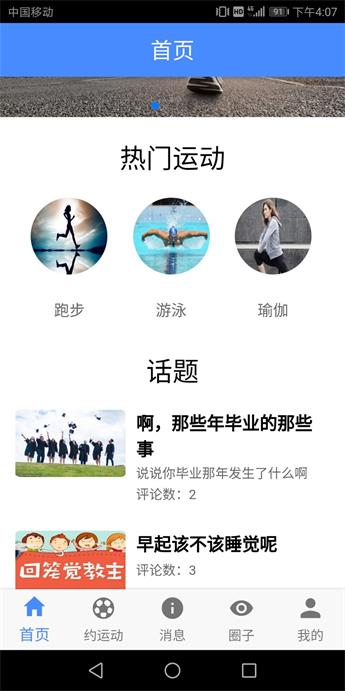 中国移动 HD 4G 91 下午4:07
首页
热门运动
跑步 游泳 瑜伽
话题
啊，那些年毕业的那些
事
说说你毕业那年发生了什么啊
评论数：2
早起该不该睡觉呢
评论数：3
回笼觉教主
首页 约运动 消息 圈子 我的